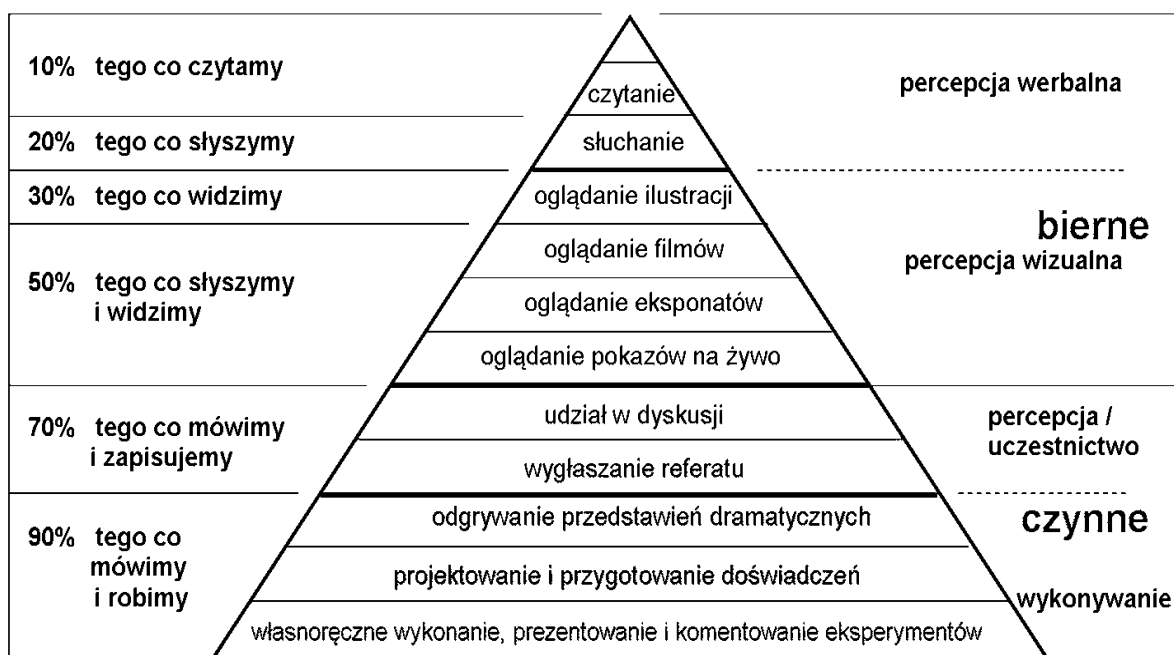 10% tego co czytamy
czytanie
percepcja werbalna
20% tego co słyszymy
słuchanie
30% tego co widzimy
oglądanie ilustracji
bierne
percepcja wizualna
50% tego co słyszymy
i widzimy
oglądanie filmów
oglądanie eksponatów
oglądanie pokazów na żywo
70% tego co mówimy
i zapisujemy
udział w dyskusji
wygłaszanie referatu
percepcja /
uczestnictwo
90% tego co
mówimy
i robimy
odgrywanie przedstawień dramatycznych
czynne
projektowanie i przygotowanie doświadczeń
wykonywanie
własnoręczne wykonanie, prezentowanie i komentowanie eksperymentów